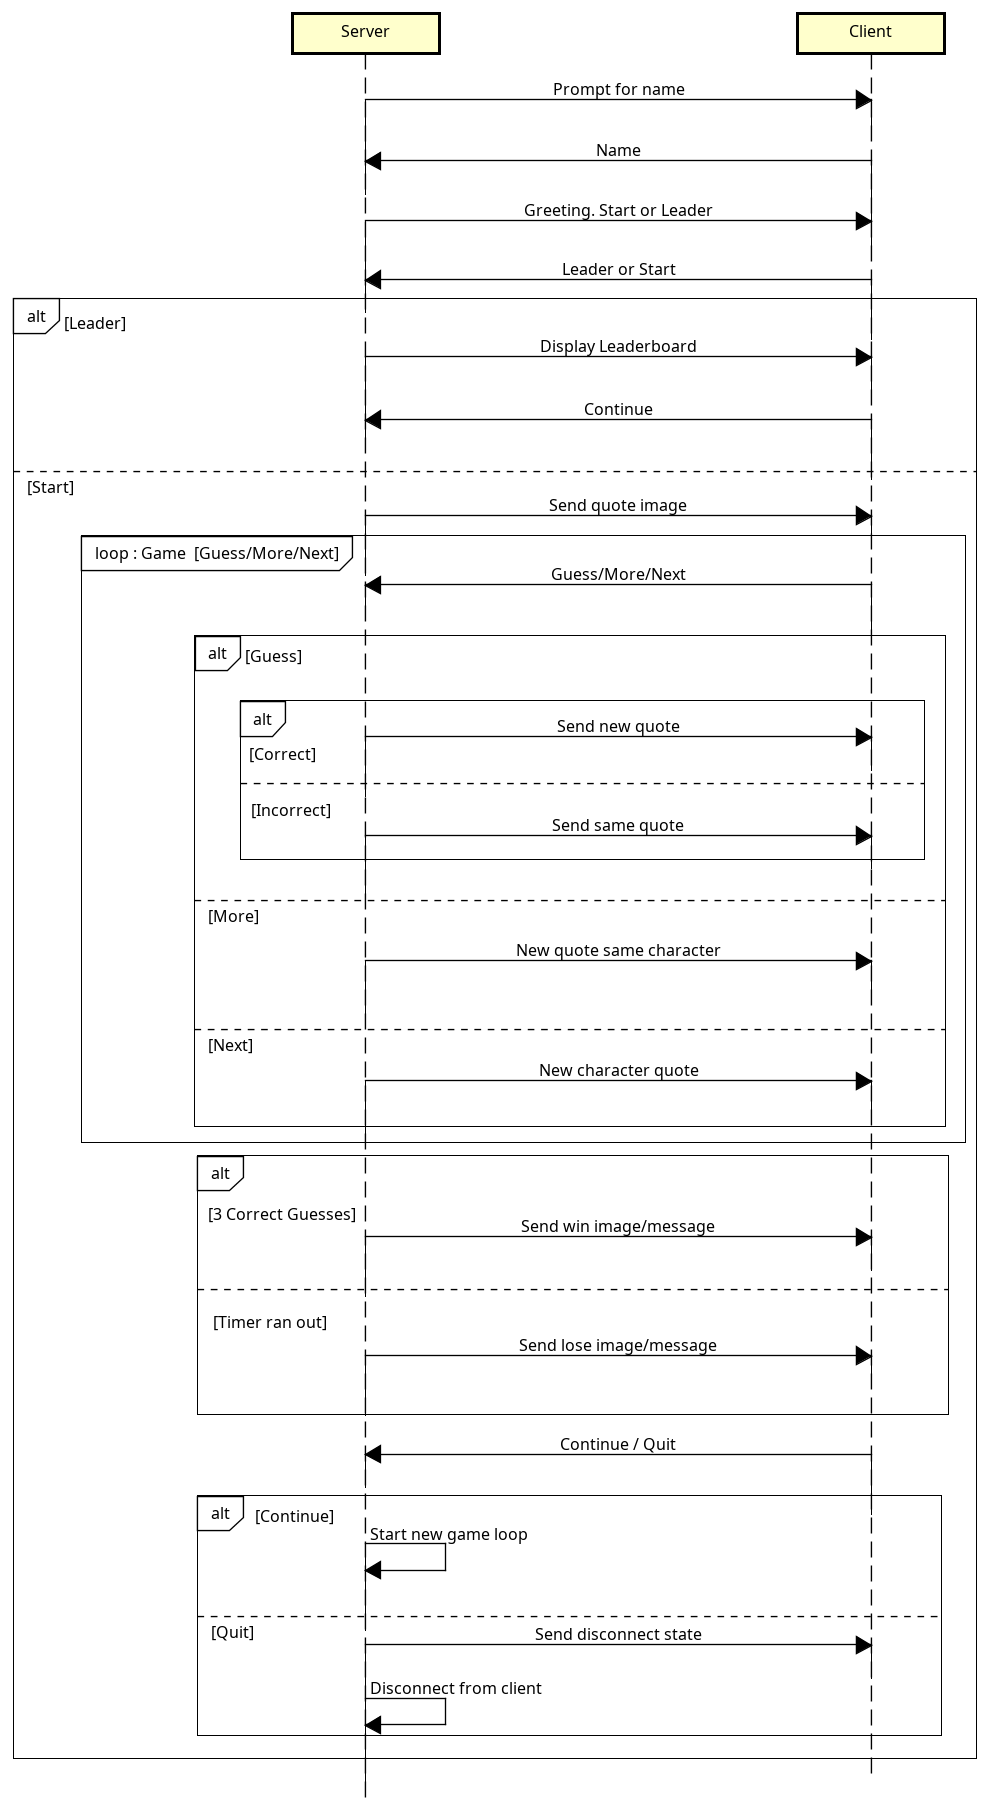 Server
Client
Prompt for name
Name
Greeting. Start or Leader
Leader or Start
alt
[Leader]
Display Leaderboard
Continue
[Start]
Send quote image
loop : Game  [Guess/More/Next]
Guess/More/Next
alt
[Guess]
alt
Send new quote
[Correct]
[Incorrect]
Send same quote
[More]
New quote same character
[Next]
New character quote
alt
[3 Correct Guesses]
Send win image/message
[Timer ran out]
Send lose image/message
Continue / Quit
alt
[Continue]
Start new game loop
[Quit]
Send disconnect state
Disconnect from client